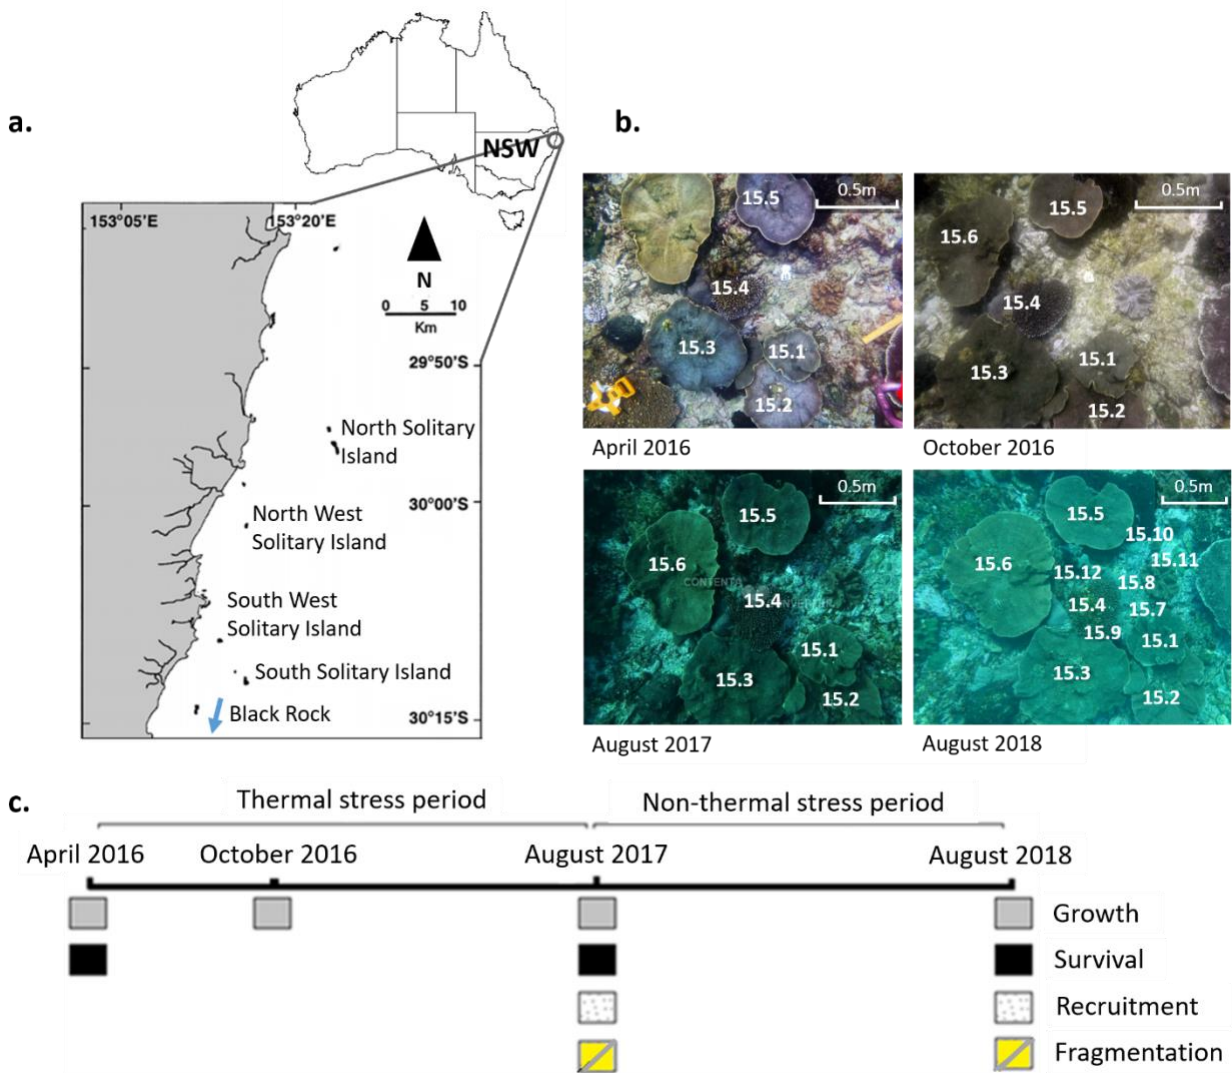 a.
NSW
153°05'E
153°20'E
N
0 5 10
Km
29°50'S
North Solitary
Island
30°00'S
North West
Solitary Island
South West
Solitary Island
South Solitary Island
Black Rock
30°15'S
b.
15.5
0.5m
15.4
15.3
15.1
15.2
April 2016
0.5m
15.5
15.6
15.4
15.1
15.3
15.2
October 2016
0.5m
15.5
15.6
CONTENTA
15.4
CONVERTER
15.1
15.3
15.2
August 2017
0.5m
15.5
15.10
15.6
15.11
15.12
15.8
15.4
15.7
15.9
15.1
15.3
15.2
August 2018
c.
Thermal stress period
Non-thermal stress period
April 2016
October 2016
August 2017
August 2018
Growth
Survival
Recruitment
Fragmentation